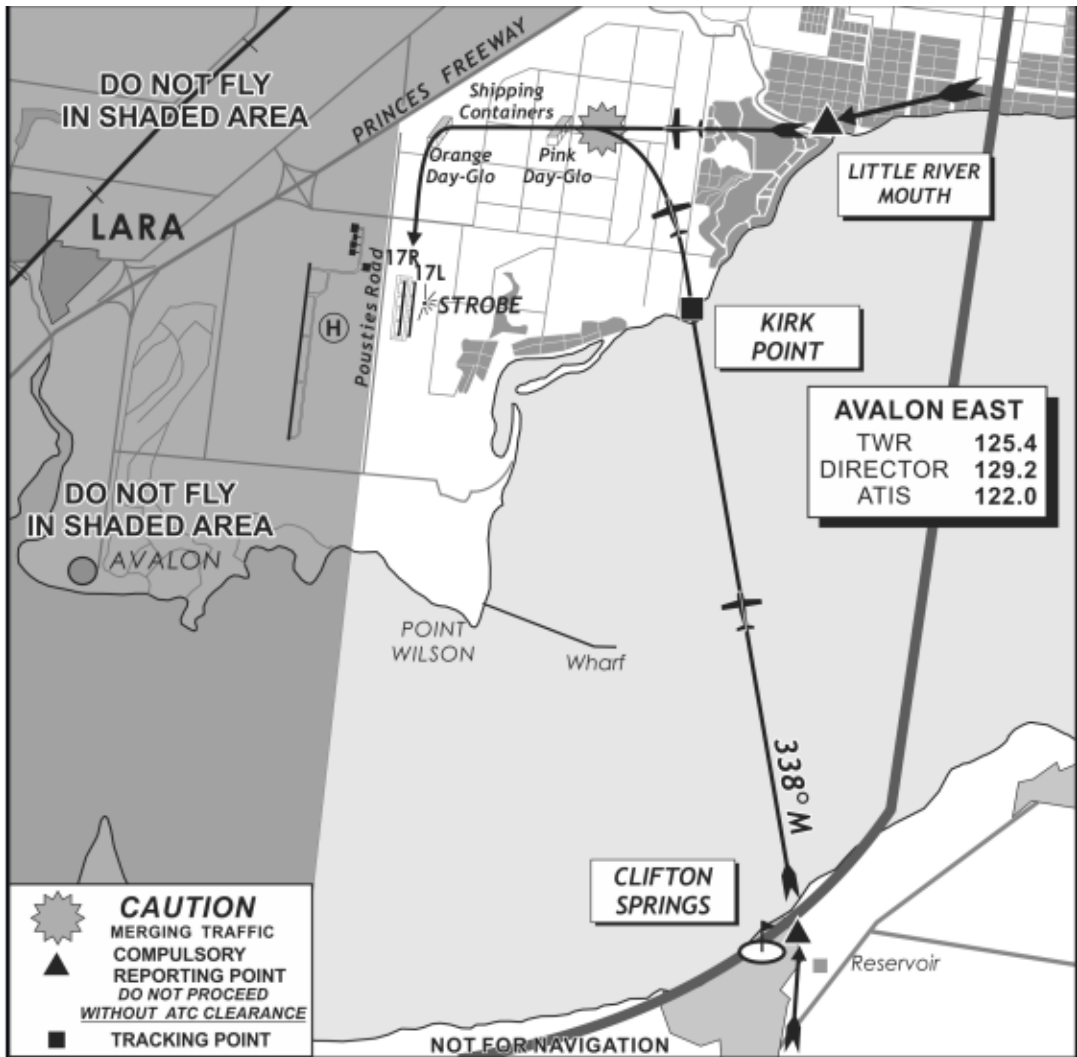 DO NOT FLY
IN SHADED AREA
PRINCES FREEWAY
Shipping
Containers
Orange
Day-Glo
Pink
Day-Glo
LITTLE RIVER
MOUTH
LARA
17R
17L
STROBE
Pousties Road
H
KIRK
POINT
AVALON EAST
TWR 125.4
DIRECTOR 129.2
ATIS 122.0
DO NOT FLY
IN SHADED AREA
AVALON
POINT
WILSON
Wharf
338° M
CLIFTON
SPRINGS
Reservoir
CAUTION
MERGING TRAFFIC
COMPULSORY
REPORTING POINT
DO NOT PROCEED
WITHOUT ATC CLEARANCE
TRACKING POINT
NOT FOR NAVIGATION